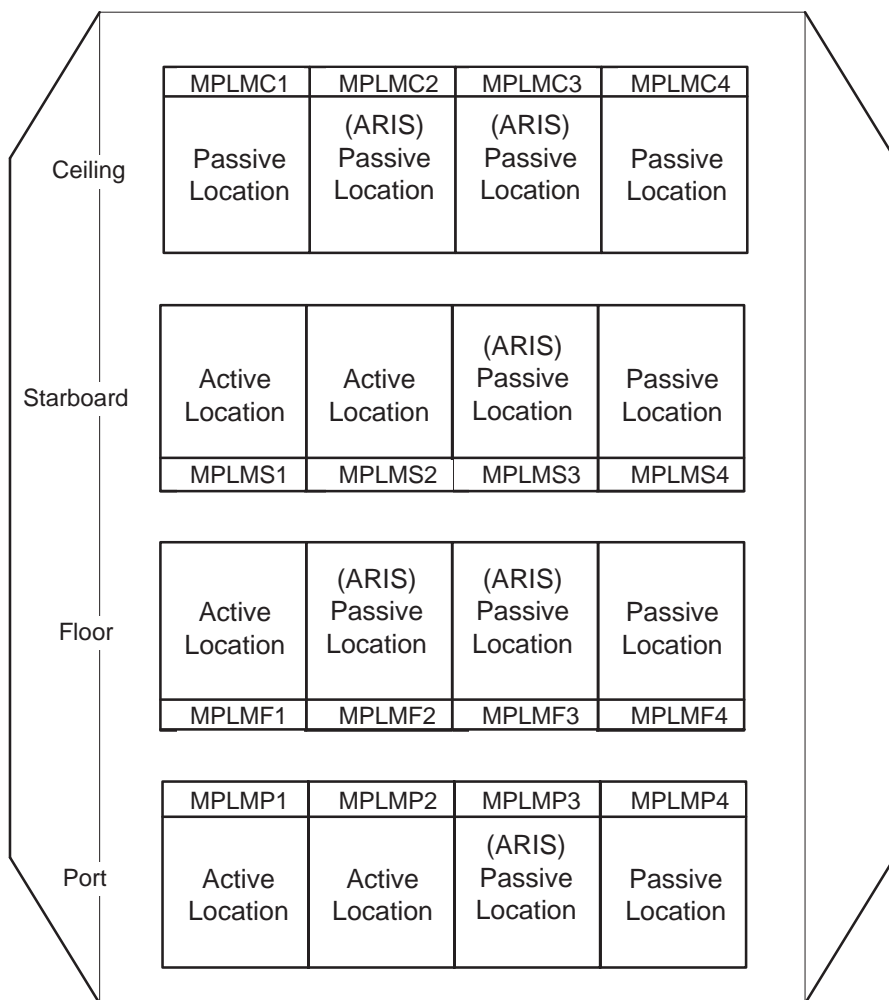 MPLMC1 MPLMC2 MPLMC3 MPLMC4
Ceiling
Passive
Location
(ARIS)
Passive
Location
(ARIS)
Passive
Location
Passive
Location
Starboard
Active
Location
Active
Location
(ARIS)
Passive
Location
Passive
Location
MPLMS1 MPLMS2 MPLMS3 MPLMS4
Floor
Active
Location
(ARIS)
Passive
Location
(ARIS)
Passive
Location
Passive
Location
MPLMF1 MPLMF2 MPLMF3 MPLMF4
MPLMP1 MPLMP2 MPLMP3 MPLMP4
Port
Active
Location
Active
Location
(ARIS)
Passive
Location
Passive
Location